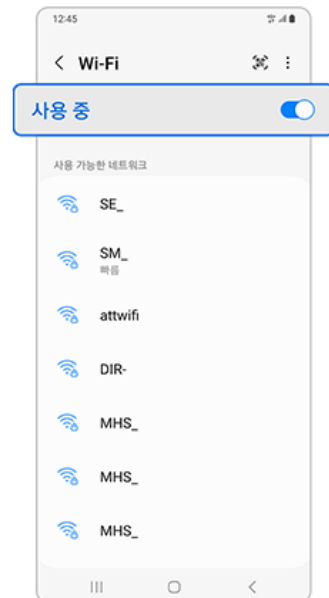 12:45
Wi-Fi
사용 중
사용 가능한 네트워크
SE_
SM_
빠름
attwifi
DIR-
MHS_
MHS_
MHS_